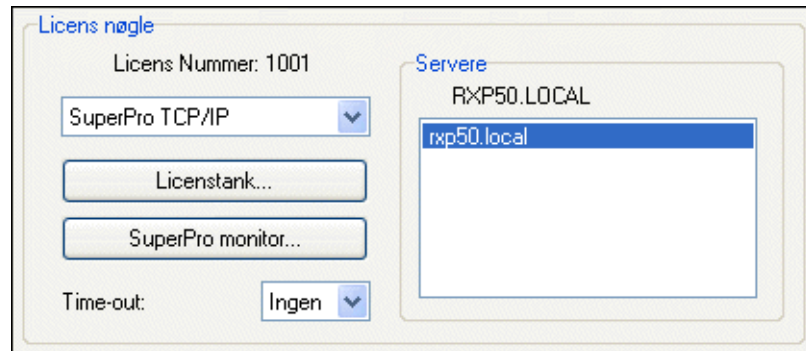 Licens nøgle
Licens Nummer: 1001
SuperPro TCP/IP
Licenstank...
SuperPro monitor...
Time-out: Ingen
Servere
RXP50.LOCAL
rxp50.local